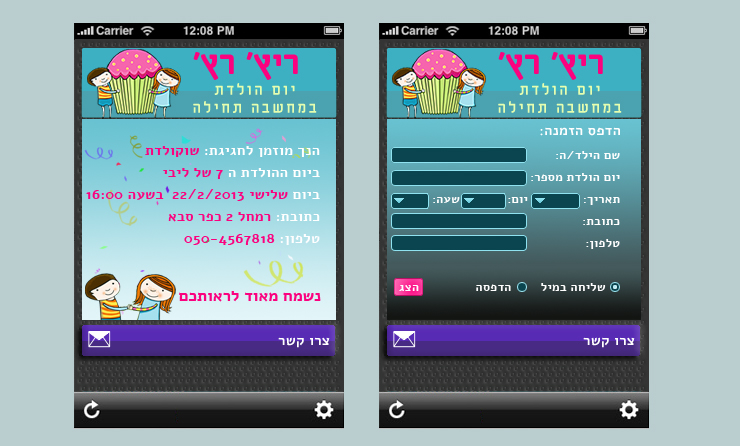 Carrier 12:08 PM
ריץ' רץ'
יום הולדת
במחשבה תחילה
הנך מוזמן לחגיגת: שוקולדת
ביום ההולדת ה 7 של ליבי
ביום שלישי 22/2/2013 בשעה 16:00
כתובת: רמחל 2 כפר סבא
טלפון: 050-4567818
נשמח מאוד לראותכם
צרו קשר
Carrier 12:08 PM
ריץ' רץ'
יום הולדת
במחשבה תחילה
הדפס הזמנה:
שם הילד/ה:
יום הולדת מספר:
תאריך: יום: שעה:
כתובת:
טלפון:
שליחה במיל הדפסה הצג
צרו קשר